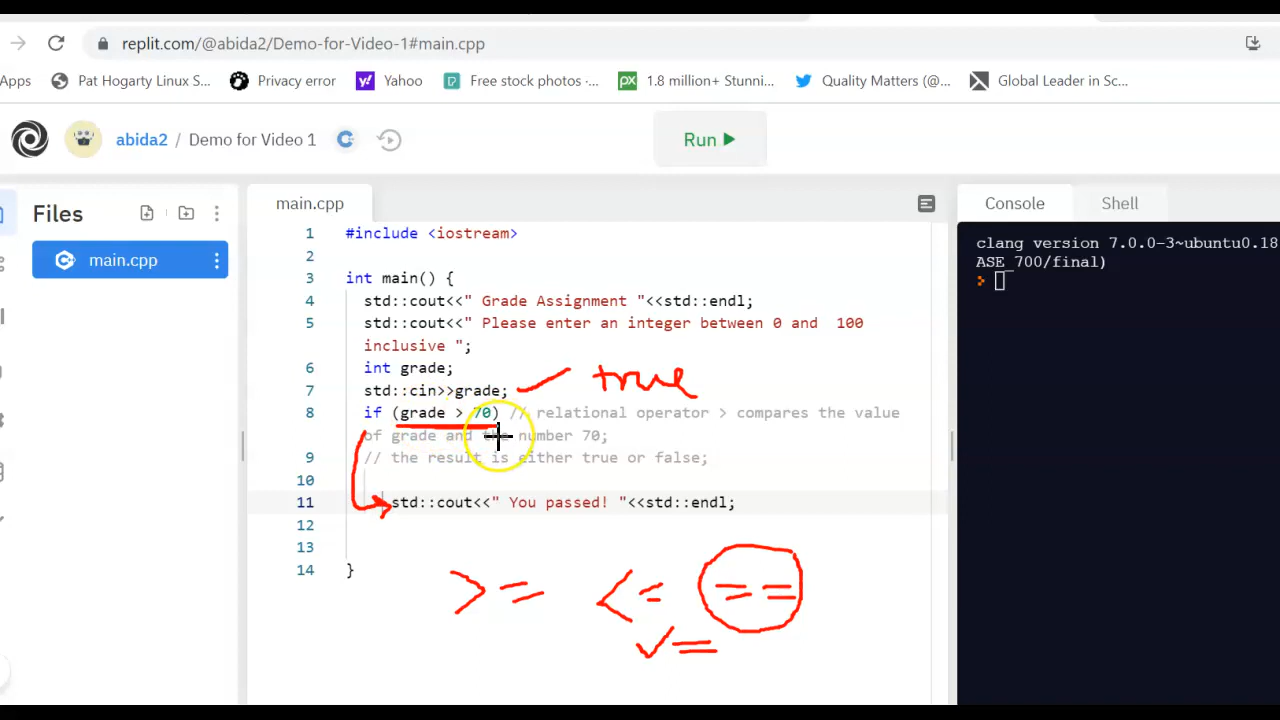 replit.com/@abida2/Demo-for-Video-1#main.cpp
Apps Pat Hogarty Linux S... Privacy error Yahoo Free stock photos · ... 1.8 million+ Stunni... Quality Matters (@... Global Leader in Sc...
abida2 / Demo for Video 1 Run
Files main.cpp Console Shell
main.cpp
1 #include <iostream>
2
3 int main() {
4 std::cout<<" Grade Assignment "<<std::endl;
5 std::cout<<" Please enter an integer between 0 and  100
inclusive ";
6 int grade;
7 std::cin>>grade; true
8 if (grade > 70) // relational operator > compares the value
of grade and the number 70;
9 // the result is either true or false;
10
11 std::cout<<" You passed! "<<std::endl;
12
13
14 }
>= <= ==
=
clang version 7.0.0-3~ubuntu0.18
ASE_700/final)
>